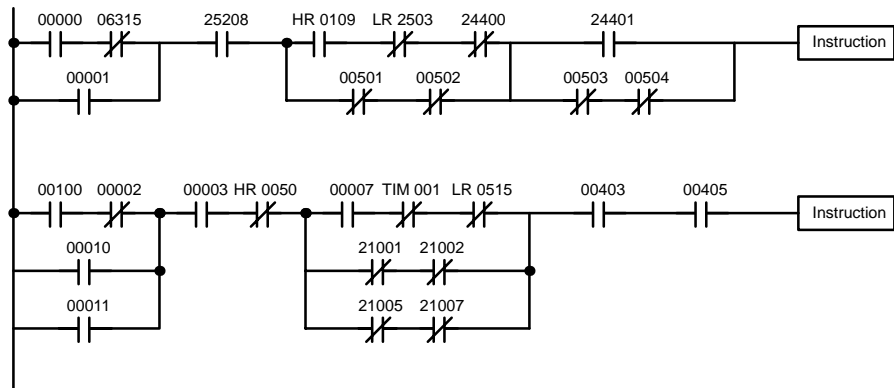 00000 06315 25208 HR 0109 LR 2503 24400 24401
Instruction
00001 00501 00502 00503 00504
00100 00002 00003 HR 0050 00007 TIM 001 LR 0515 00403 00405
Instruction
00010 21001 21002
00011 21005 21007